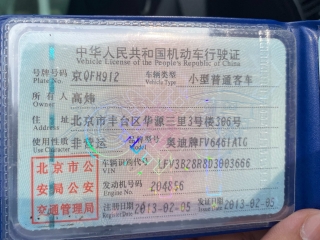 中华人民共和国机动车行驶证
Vehicle License of the People's Republic of China
号牌号码 京QFH912 车辆类型 小型普通客车
Plate No. Vehicle Type
所有人 高炜
Owner
住址 北京市丰台区华源三里3号楼306号
Address
使用性质 非营运 品牌型号 奥迪牌FV6461ATG
Use Character Model
北京市公安局公安交通管理局
车辆识别代号 LFV3B28R8D3003666
VIN
发动机号码 204856
Engine No.
注册日期 2013-02-05 发证日期 2013-02-05
Register Date Issue Date